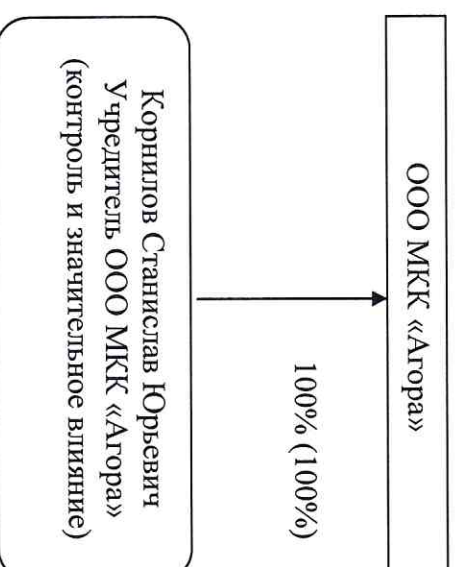 ООО МКК «Агора»
100% (100%)
Корнилов Станислав Юрьевич
Учредитель ООО МКК «Агора»
(контроль и значительное влияние)